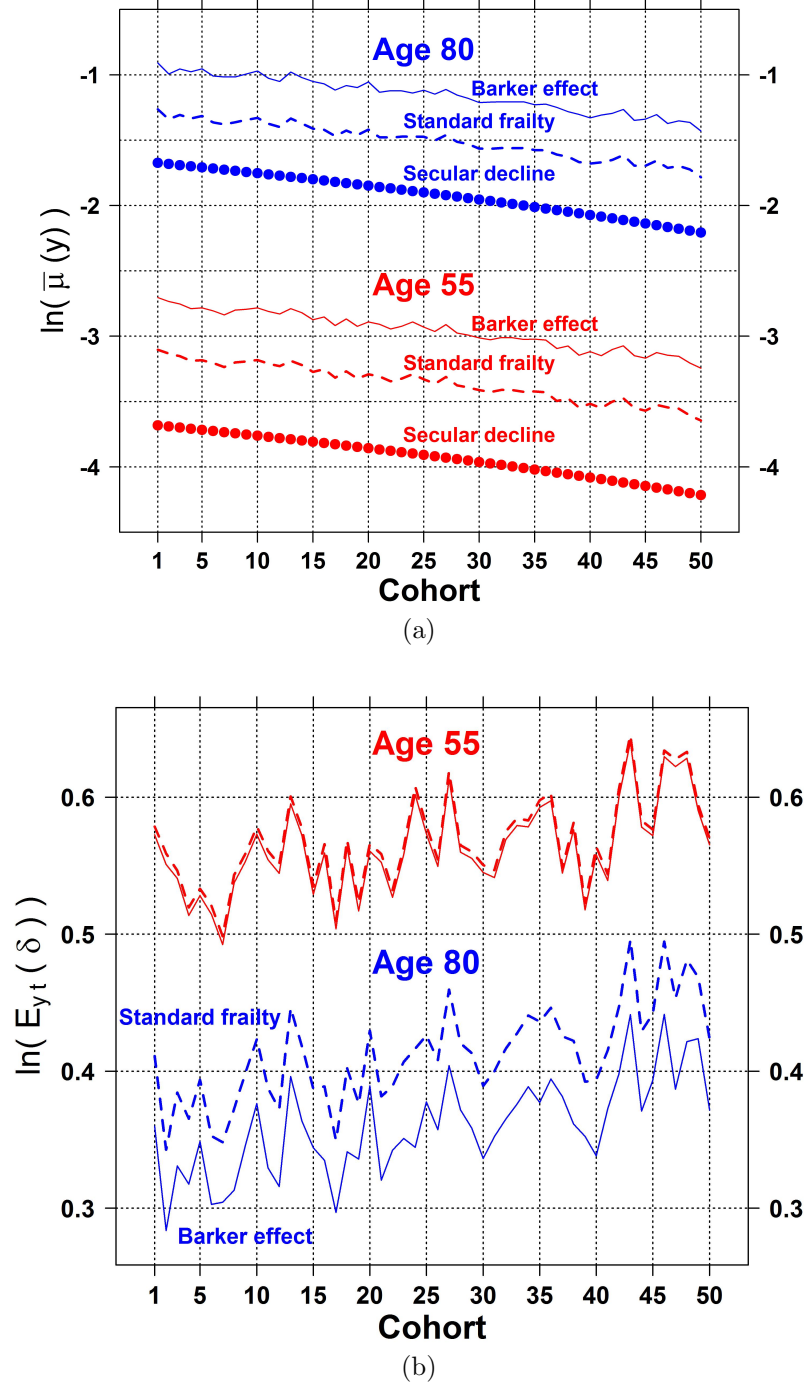 Age 80
-1
-1
Barker effect
Standard frailty
Secular decline
-2
-2
Age 55
Barker effect
-3
-3
Standard frailty
Secular decline
-4
-4
ln( μ̅ (y) )
1 5 10 15 20 25 30 35 40 45 50
Cohort
(a)
Age 55
0.6
0.6
0.5
0.5
Age 80
Standard frailty
0.4
0.4
0.3
0.3
Barker effect
ln( E y t ( δ ) )
1 5 10 15 20 25 30 35 40 45 50
Cohort
(b)